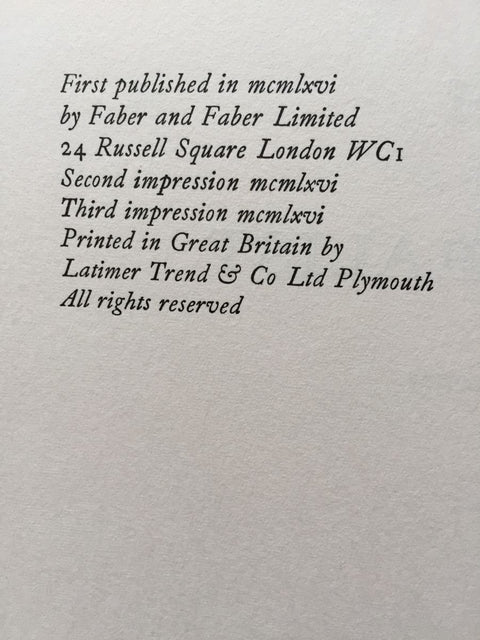 First published in mcmlxvi
by Faber and Faber Limited
24 Russell Square London WC1
Second impression mcmlxvi
Third impression mcmlxvi
Printed in Great Britain by
Latimer Trend & Co Ltd Plymouth
All rights reserved